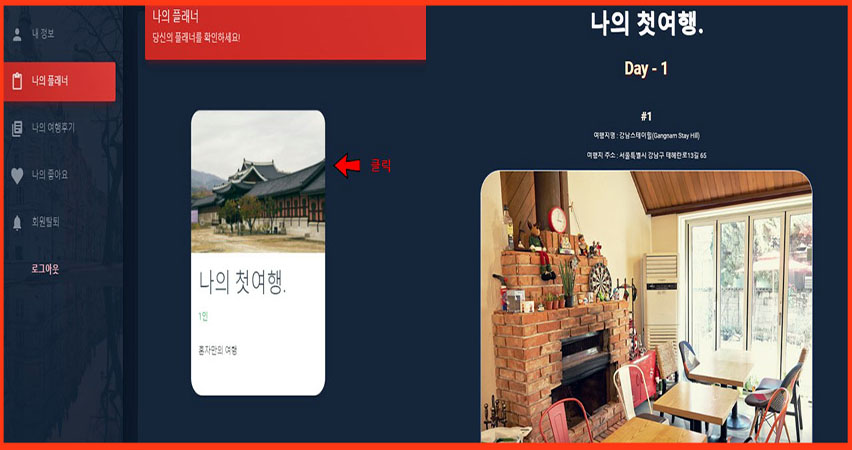 내 정보
나의 플래너
나의 여행후기
나의 좋아요
회원탈퇴
로그아웃
나의 플래너
당신의 플래너를 확인하세요!
나의 첫여행.
1인
혼자만의 여행
클릭
나의 첫여행.
Day - 1
#1
여행지명 : 강남스테이힐(Gangnam Stay Hill)
여행지 주소 : 서울특별시 강남구 테헤란로13길 65